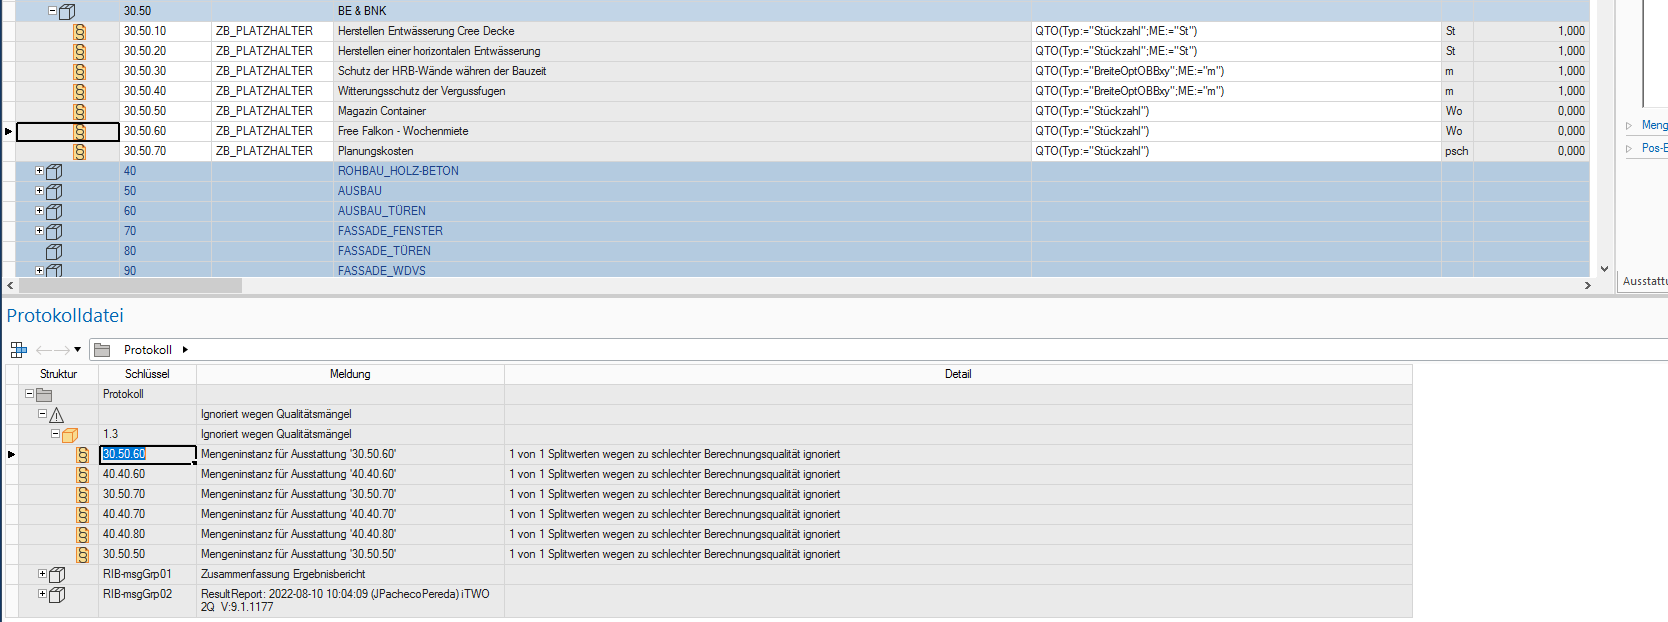 30.50 BE & BNK
30.50.10 ZB_PLATZHALTER Herstellen Entwässerung Cree Decke QTO(Typ:="Stückzahl";ME:="St") St 1,000
30.50.20 ZB_PLATZHALTER Herstellen einer horizontalen Entwässerung QTO(Typ:="Stückzahl";ME:="St") St 1,000
30.50.30 ZB_PLATZHALTER Schutz der HRB-Wände währen der Bauzeit QTO(Typ:="BreiteOptOBBxy";ME:="m") m 1,000
30.50.40 ZB_PLATZHALTER Witterungsschutz der Vergussfugen QTO(Typ:="BreiteOptOBBxy";ME:="m") m 1,000
30.50.50 ZB_PLATZHALTER Magazin Container QTO(Typ:="Stückzahl") Wo 0,000
30.50.60 ZB_PLATZHALTER Free Falkon - Wochenmiete QTO(Typ:="Stückzahl") Wo 0,000
30.50.70 ZB_PLATZHALTER Planungskosten QTO(Typ:="Stückzahl") psch 0,000
40 ROHBAU_HOLZ-BETON
50 AUSBAU
60 AUSBAU_TÜREN
70 FASSADE_FENSTER
80 FASSADE_TÜREN
90 FASSADE_WDVS
Meng
Pos-E
Ausstattu
Protokolldatei
Protokoll
Struktur Schlüssel Meldung Detail
Protokoll
Ignoriert wegen Qualitätsmängel
1.3 Ignoriert wegen Qualitätsmängel
30.50.60 Mengeninstanz für Ausstattung '30.50.60' 1 von 1 Splitwerten wegen zu schlechter Berechnungsqualität ignoriert
40.40.60 Mengeninstanz für Ausstattung '40.40.60' 1 von 1 Splitwerten wegen zu schlechter Berechnungsqualität ignoriert
30.50.70 Mengeninstanz für Ausstattung '30.50.70' 1 von 1 Splitwerten wegen zu schlechter Berechnungsqualität ignoriert
40.40.70 Mengeninstanz für Ausstattung '40.40.70' 1 von 1 Splitwerten wegen zu schlechter Berechnungsqualität ignoriert
40.40.80 Mengeninstanz für Ausstattung '40.40.80' 1 von 1 Splitwerten wegen zu schlechter Berechnungsqualität ignoriert
30.50.50 Mengeninstanz für Ausstattung '30.50.50' 1 von 1 Splitwerten wegen zu schlechter Berechnungsqualität ignoriert
RIB-msgGrp01 Zusammenfassung Ergebnisbericht
RIB-msgGrp02 ResultReport: 2022-08-10 10:04:09 (JPachecoPereda) iTWO
2Q V:9.1.1177